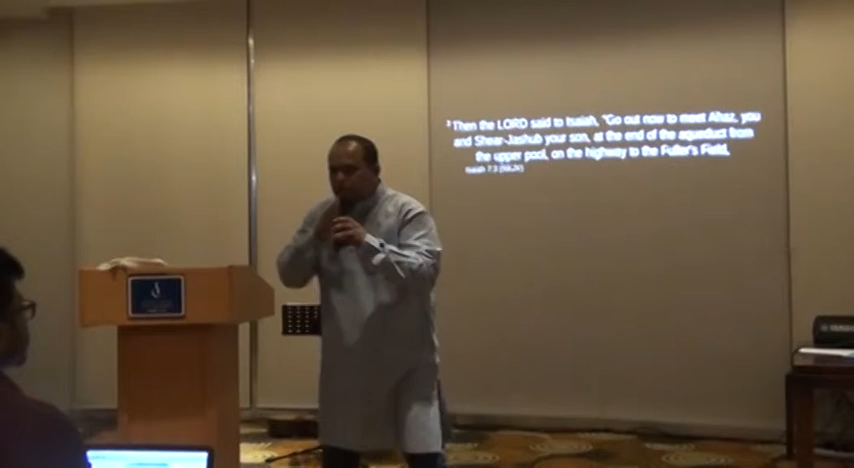 3 Then the LORD said to Isaiah, "Go out now to meet Ahaz, you
and Shear-Jashub your son, at the end of the aqueduct from
the upper pool, on the highway to the Fuller's Field,
Isaiah 7:3 (NKJV)
YAMAHA